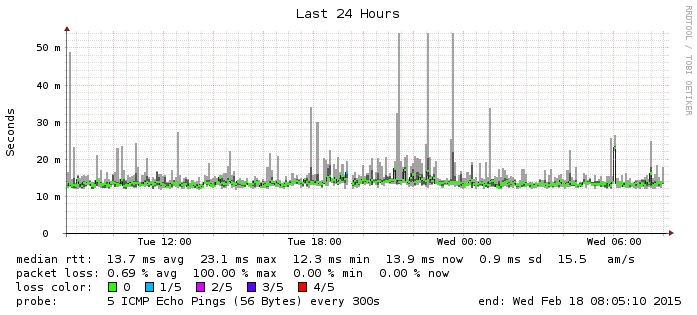 Last 24 Hours
RRDTOOL / TOBI OETIKER
Seconds
50 m
40 m
30 m
20 m
10 m
0
Tue 12:00 Tue 18:00 Wed 00:00 Wed 06:00
median rtt: 13.7 ms avg 23.1 ms max 12.3 ms min 13.9 ms now 0.9 ms sd 15.5 am/s
packet loss: 0.69 % avg 100.00 % max 0.00 % min 0.00 % now
loss color: 0 1/5 2/5 3/5 4/5
probe: 5 ICMP Echo Pings (56 Bytes) every 300s end: Wed Feb 18 08:05:10 2015